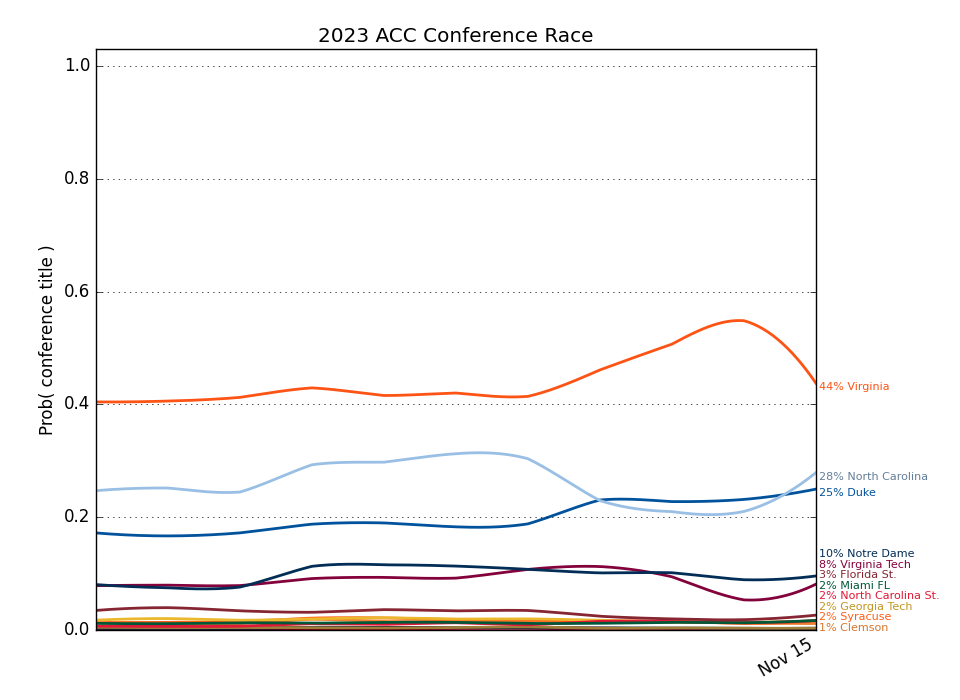 2023 ACC Conference Race
1.0
0.8
0.6
0.4
0.2
0.0
Prob( conference title )
44% Virginia
28% North Carolina
25% Duke
10% Notre Dame
8% Virginia Tech
3% Florida St.
2% Miami FL
2% North Carolina St.
2% Georgia Tech
2% Syracuse
1% Clemson
Nov 15